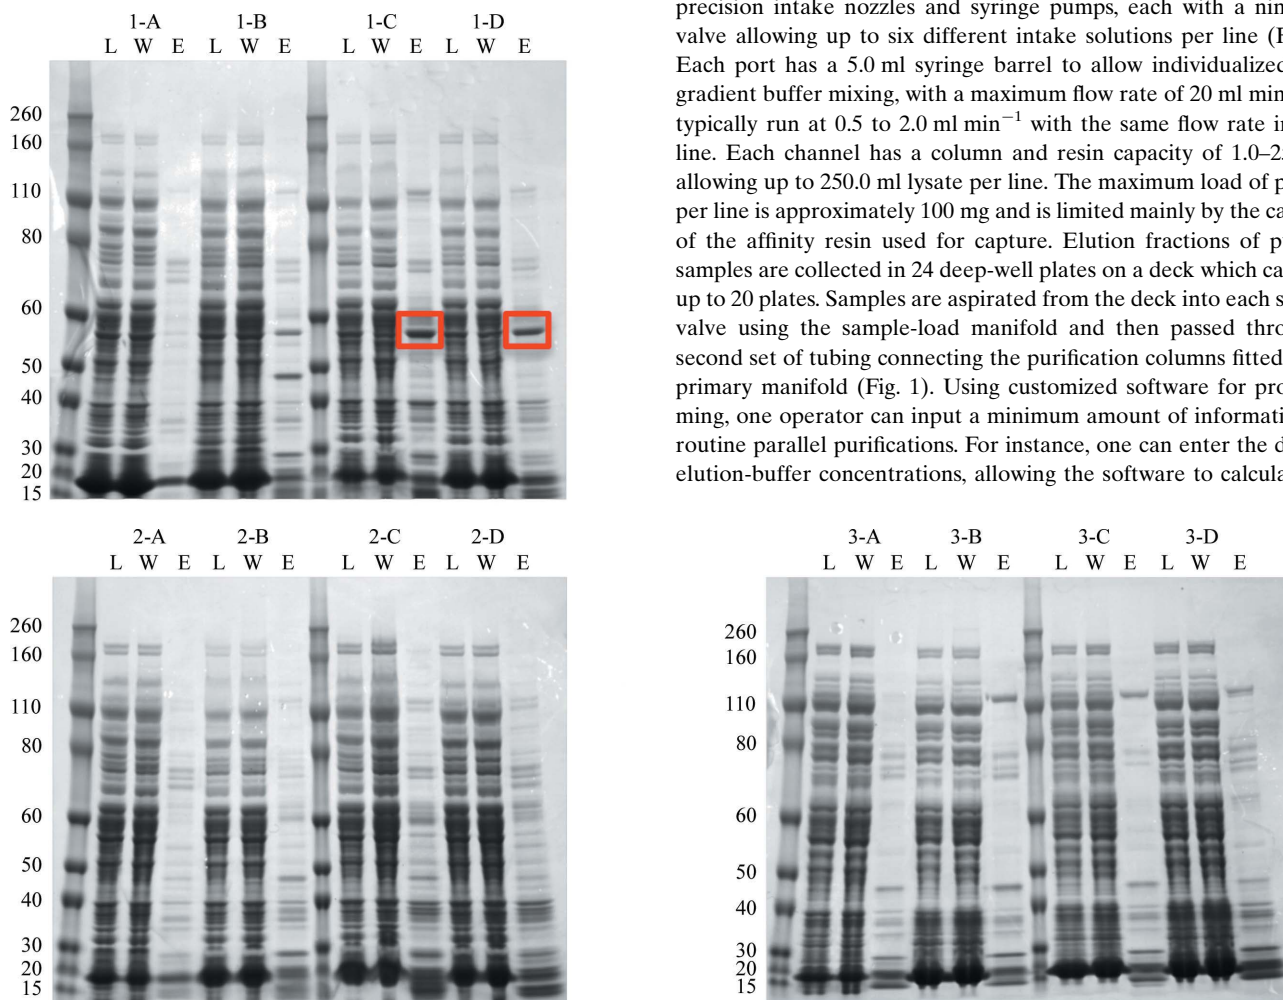 1-A 1-B 1-C 1-D
L W E L W E L W E L W E
260
160
110
80
60
50
40
30
20
15
precision intake nozzles and syringe pumps, each with a nin
valve allowing up to six different intake solutions per line (F
Each port has a 5.0 ml syringe barrel to allow individualized
gradient buffer mixing, with a maximum flow rate of 20 ml min
typically run at 0.5 to 2.0 ml min−1 with the same flow rate in
line. Each channel has a column and resin capacity of 1.0–2
allowing up to 250.0 ml lysate per line. The maximum load of p
per line is approximately 100 mg and is limited mainly by the ca
of the affinity resin used for capture. Elution fractions of p
samples are collected in 24 deep-well plates on a deck which ca
up to 20 plates. Samples are aspirated from the deck into each s
valve using the sample-load manifold and then passed thro
second set of tubing connecting the purification columns fitted
primary manifold (Fig. 1). Using customized software for pro
ming, one operator can input a minimum amount of informati
routine parallel purifications. For instance, one can enter the d
elution-buffer concentrations, allowing the software to calcula
2-A 2-B 2-C 2-D
L W E L W E L W E L W E
260
160
110
80
60
50
40
30
20
15
3-A 3-B 3-C 3-D
L W E L W E L W E L W E
260
160
110
80
60
50
40
30
20
15